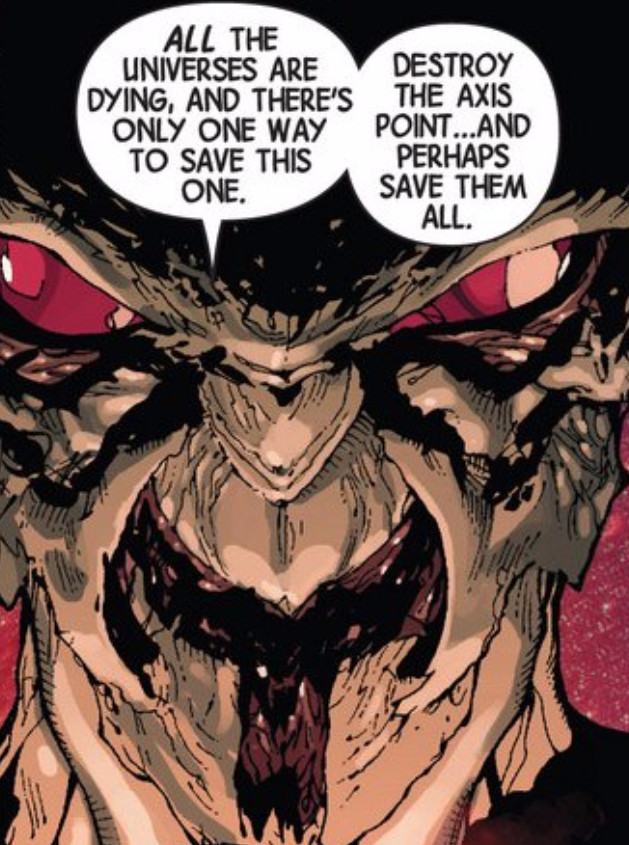 ALL THE
UNIVERSES ARE
DYING, AND THERE'S
ONLY ONE WAY
TO SAVE THIS
ONE.
DESTROY
THE AXIS
POINT...AND
PERHAPS
SAVE THEM
ALL.